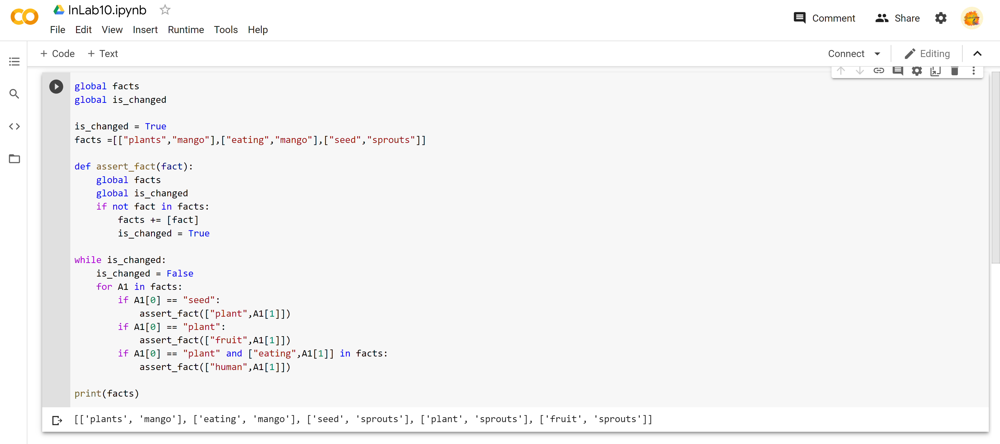 InLab10.ipynb
Comment Share
File Edit View Insert Runtime Tools Help
+ Code + Text
Connect Editing
global facts
global is_changed
is_changed = True
facts =[["plants","mango"],["eating","mango"],["seed","sprouts"]]
def assert_fact(fact):
    global facts
    global is_changed
    if not fact in facts:
        facts += [fact]
        is_changed = True
while is_changed:
    is_changed = False
    for A1 in facts:
        if A1[0] == "seed":
            assert_fact(["plant",A1[1]])
        if A1[0] == "plant":
            assert_fact(["fruit",A1[1]])
        if A1[0] == "plant" and ["eating",A1[1]] in facts:
            assert_fact(["human",A1[1]])
print(facts)
[['plants', 'mango'], ['eating', 'mango'], ['seed', 'sprouts'], ['plant', 'sprouts'], ['fruit', 'sprouts']]